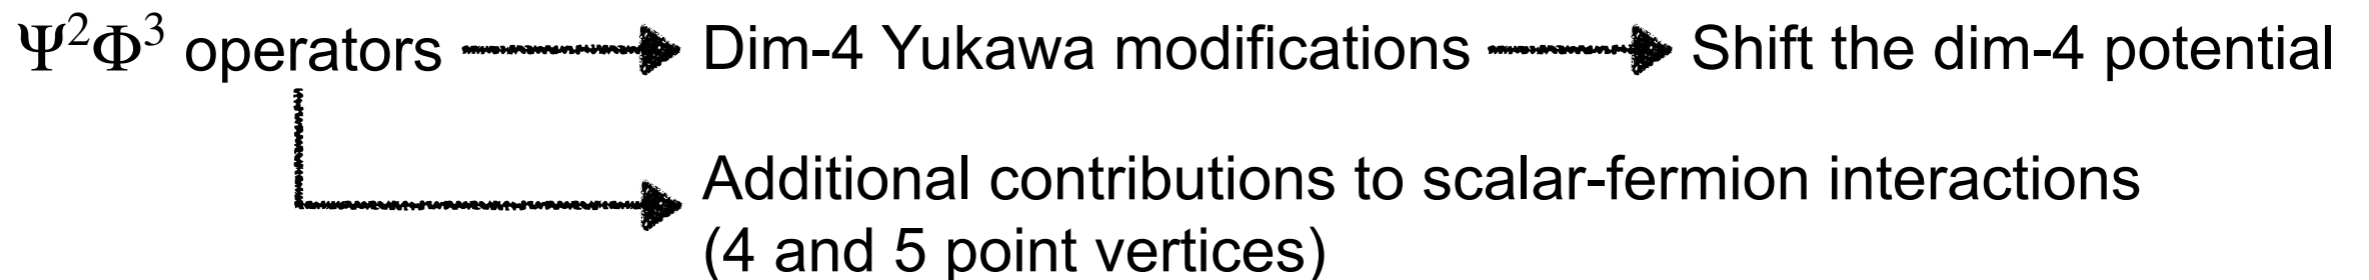 Ψ²Φ³ operators Dim-4 Yukawa modifications Shift the dim-4 potential
Additional contributions to scalar-fermion interactions
(4 and 5 point vertices)